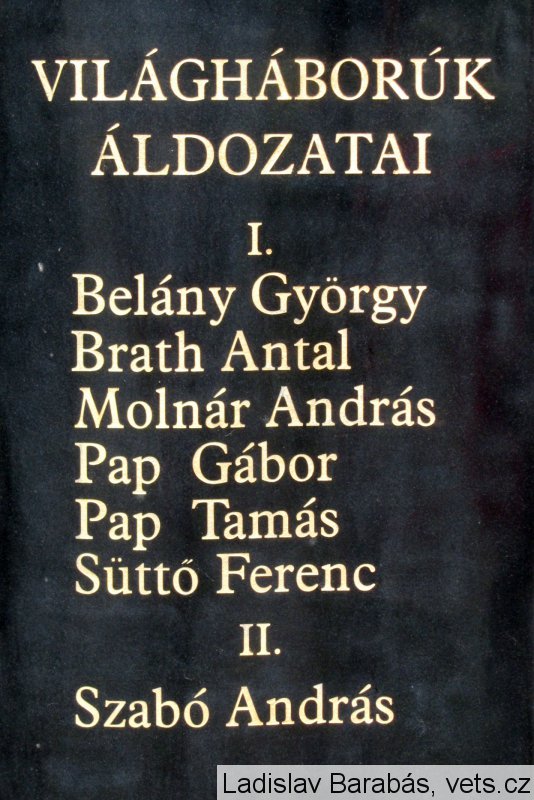 VILÁGHÁBORÚK
ÁLDOZATAI
I.
Belány György
Brath Antal
Molnár András
Pap Gábor
Pap Tamás
Süttő Ferenc
II.
Szabó András
Ladislav Barabás, vets.cz